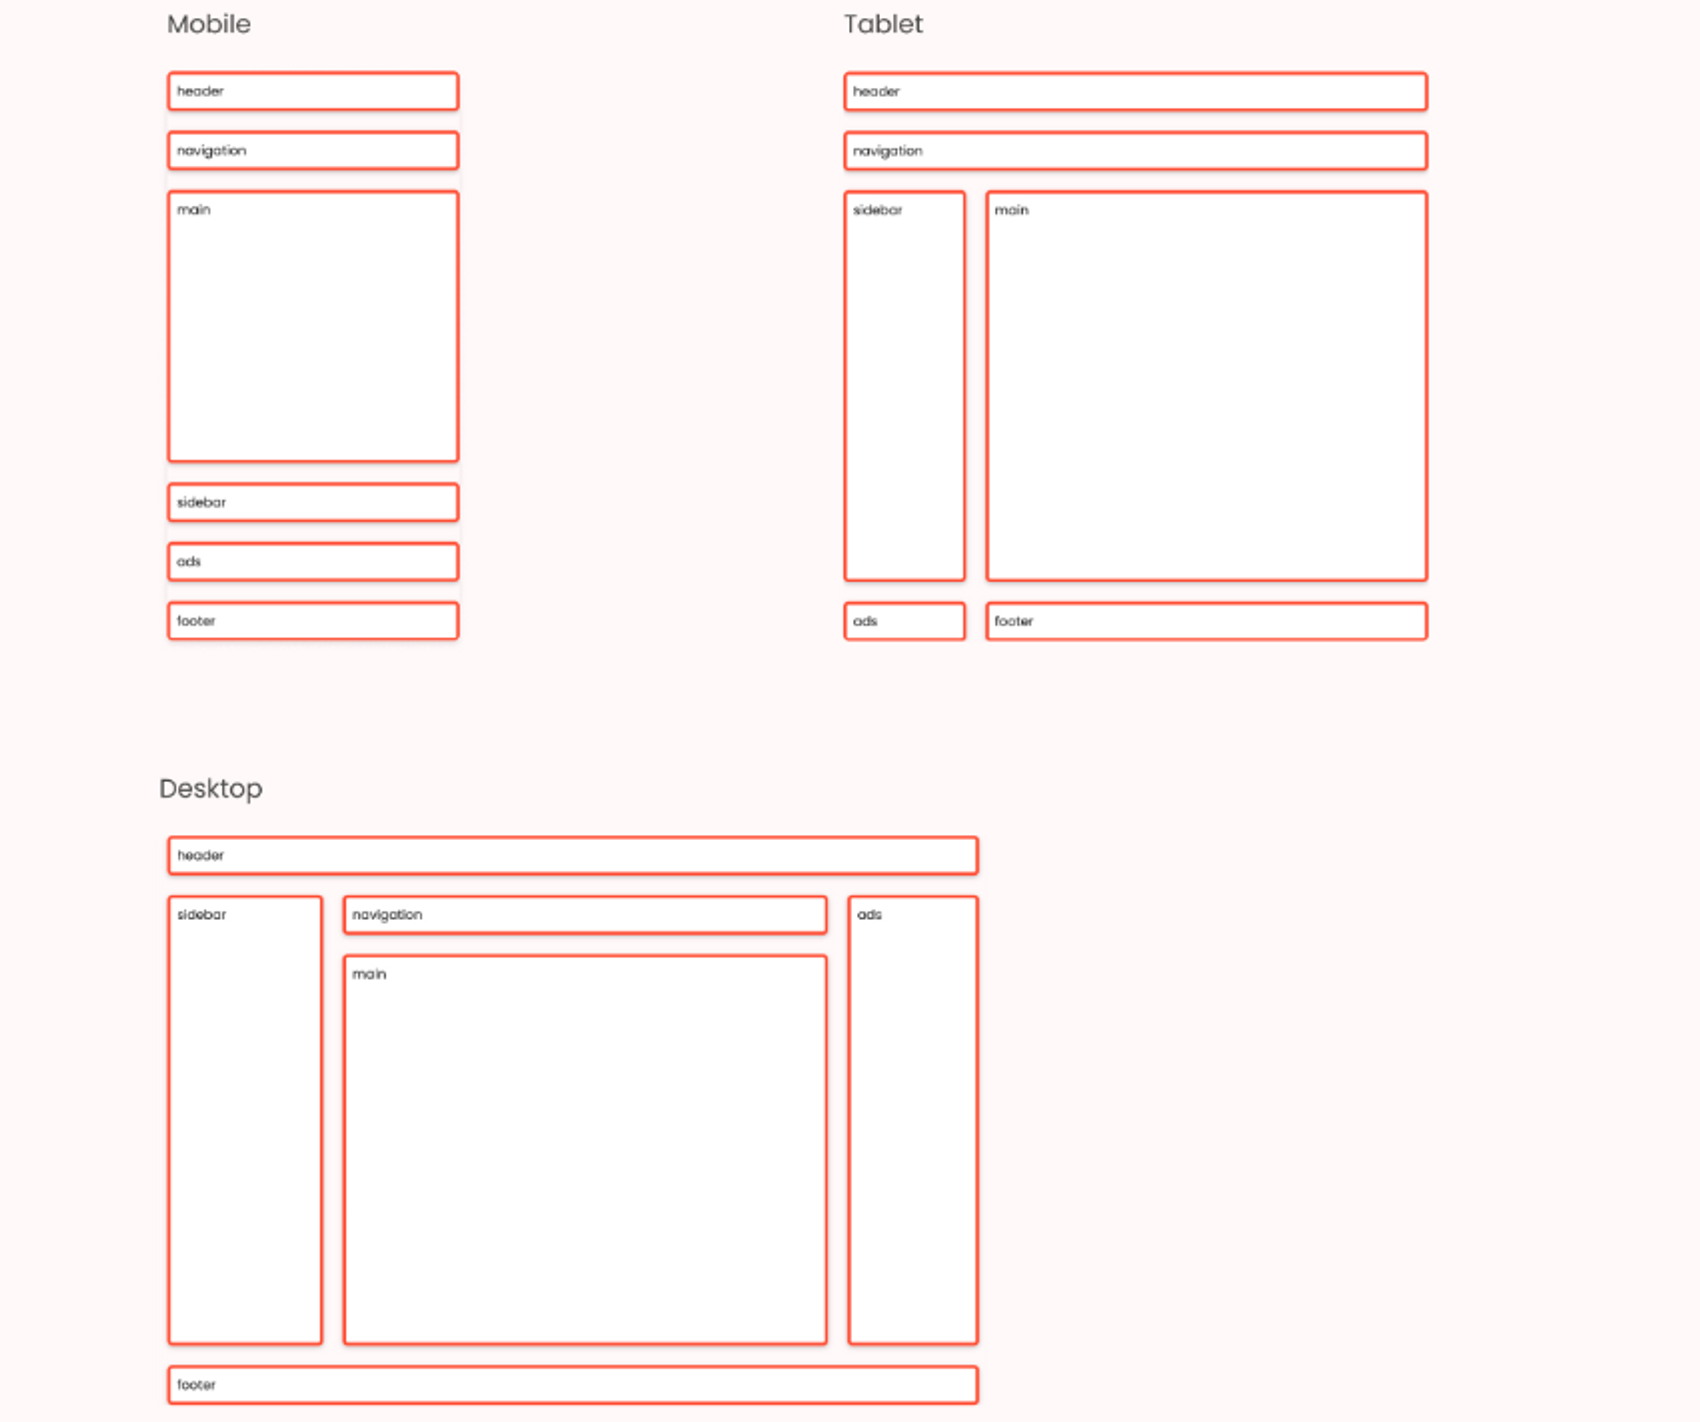 Mobile
header
navigation
main
sidebar
ads
footer
Tablet
header
navigation
sidebar
main
ads
footer
Desktop
header
sidebar
navigation
ads
main
footer